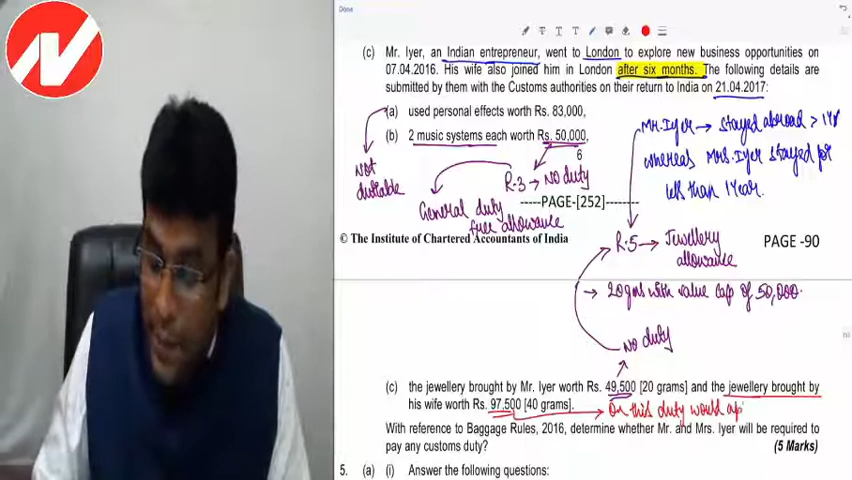 Done
(c) Mr. Iyer, an Indian entrepreneur, went to London to explore new business opportunities on
07.04.2016. His wife also joined him in London after six months. The following details are
submitted by them with the Customs authorities on their return to India on 21.04.2017:
(a) used personal effects worth Rs. 83,000,
(b) 2 music systems each worth Rs. 50,000,
6
Mr. Iyer → stayed abroad > 1 yr
whereas Mrs. Iyer stayed for
less than 1 year.
Not
dutiable
R-3 → NO duty
General duty
free allowance
-----PAGE-[252]--------
© The Institute of Chartered Accountants of India
PAGE -90
R-5 → Jewellery
allowance
→ 20 gms with value cap of 50,000.
No duty
(c) the jewellery brought by Mr. Iyer worth Rs. 49,500 [20 grams] and the jewellery brought by
his wife worth Rs. 97,500 [40 grams].
On this duty would ap
With reference to Baggage Rules, 2016, determine whether Mr. and Mrs. Iyer will be required to
pay any customs duty?
(5 Marks)
5. (a) (i) Answer the following questions: